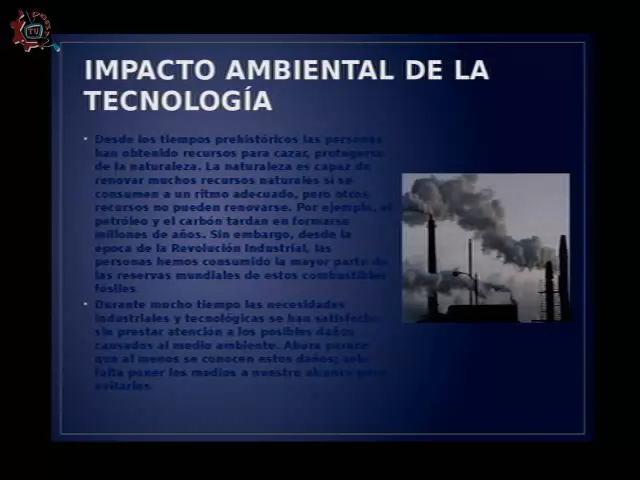 TV
IMPACTO AMBIENTAL DE LA
TECNOLOGÍA
Desde los tiempos prehistóricos las personas
han obtenido recursos para cazar, protegerse
de la naturaleza. La naturaleza es capaz de
renovar muchos recursos naturales si se
consumen a un ritmo adecuado, pero otros
recursos no pueden renovarse. Por ejemplo, el
petróleo y el carbón tardan en formarse
millones de años. Sin embargo, desde la
época de la Revolución Industrial, las
personas hemos consumido la mayor parte de
las reservas mundiales de estos combustibles
fósiles.
Durante mucho tiempo las necesidades
industriales y tecnológicas se han satisfecho
sin prestar atención a los posibles daños
causados al medio ambiente. Ahora parece
que al menos se conocen estos daños; sólo
falta poner los medios a nuestro alcance para
evitarlos.